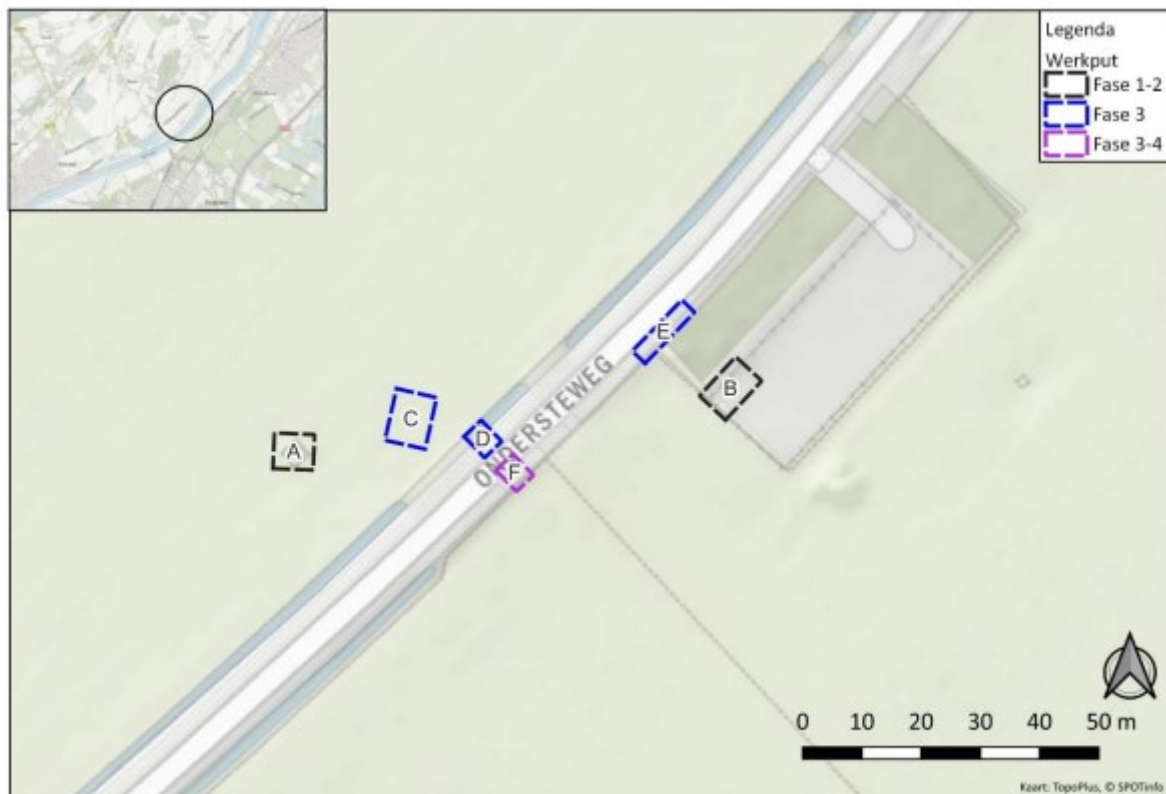 Legenda
Werkput
Fase 1-2
Fase 3
Fase 3-4
E
ONDERSTEWEG
B
C
D
A
F
0 10 20 30 40 50 m
Kaart: TopoPlus, © SPOTinfo